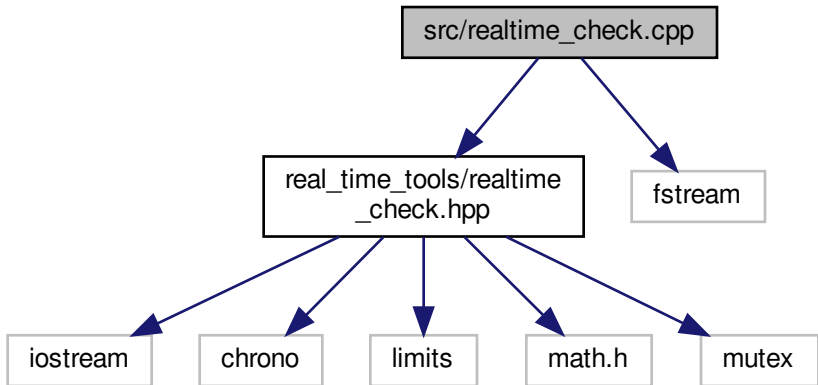 src/realtime_check.cpp
real_time_tools/realtime
_check.hpp
fstream
iostream
chrono
limits
math.h
mutex